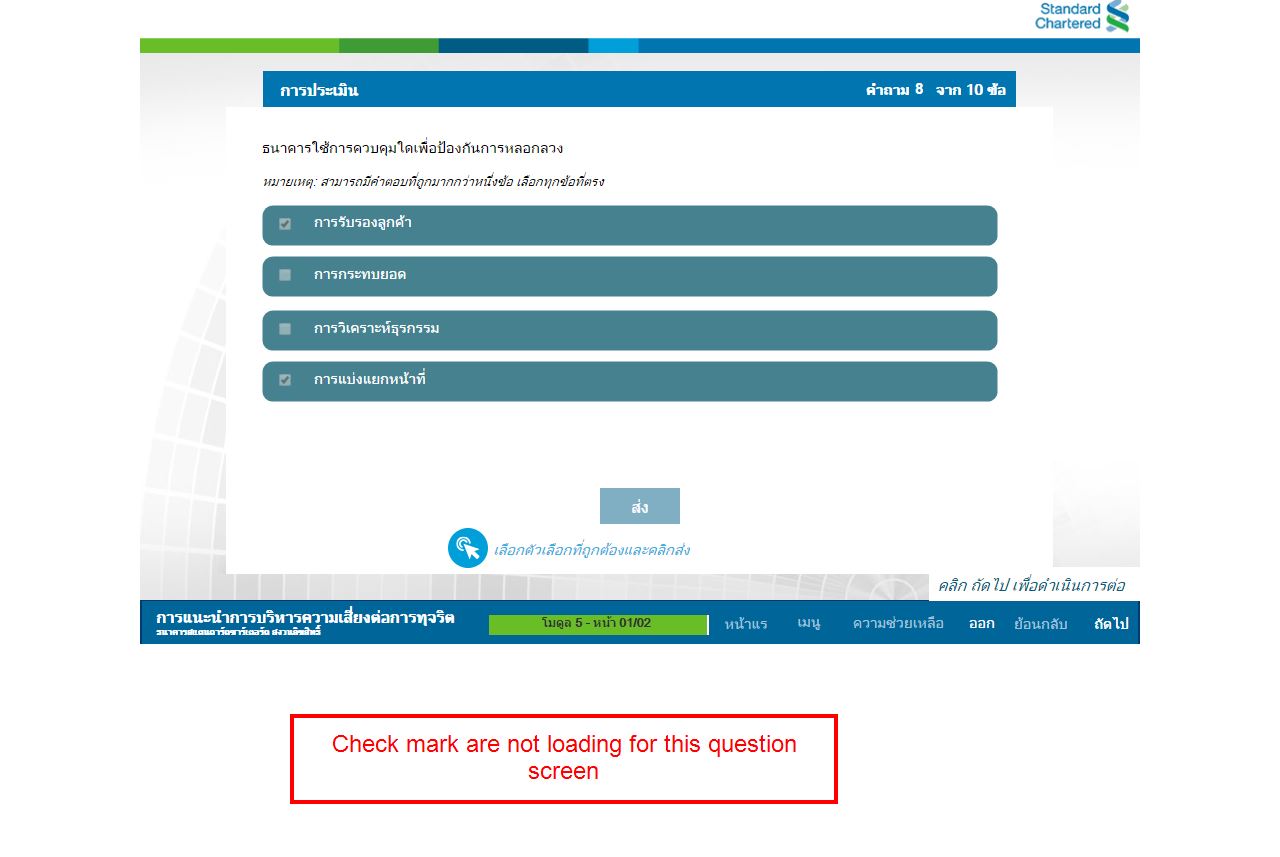 Standard
Chartered
การประเมิน
คำถาม 8 จาก 10 ข้อ
ธนาคารใช้การควบคุมใดเพื่อป้องกันการหลอกลวง
หมายเหตุ: สามารถมีคำตอบที่ถูกมากกว่าหนึ่งข้อ เลือกทุกข้อที่ตรง
การรับรองลูกค้า
การกระทบยอด
การวิเคราะห์ธุรกรรม
การแบ่งแยกหน้าที่
ส่ง
เลือกตัวเลือกที่ถูกต้องและคลิกส่ง
คลิก ถัดไป เพื่อดำเนินการต่อ
การแนะนำการบริหารความเสี่ยงต่อการทุจริต
โมดูล 5 - หน้า 01/02
หน้าแร
เมนู
ความช่วยเหลือ
ออก
ย้อนกลับ
ถัดไป
Check mark are not loading for this question
screen